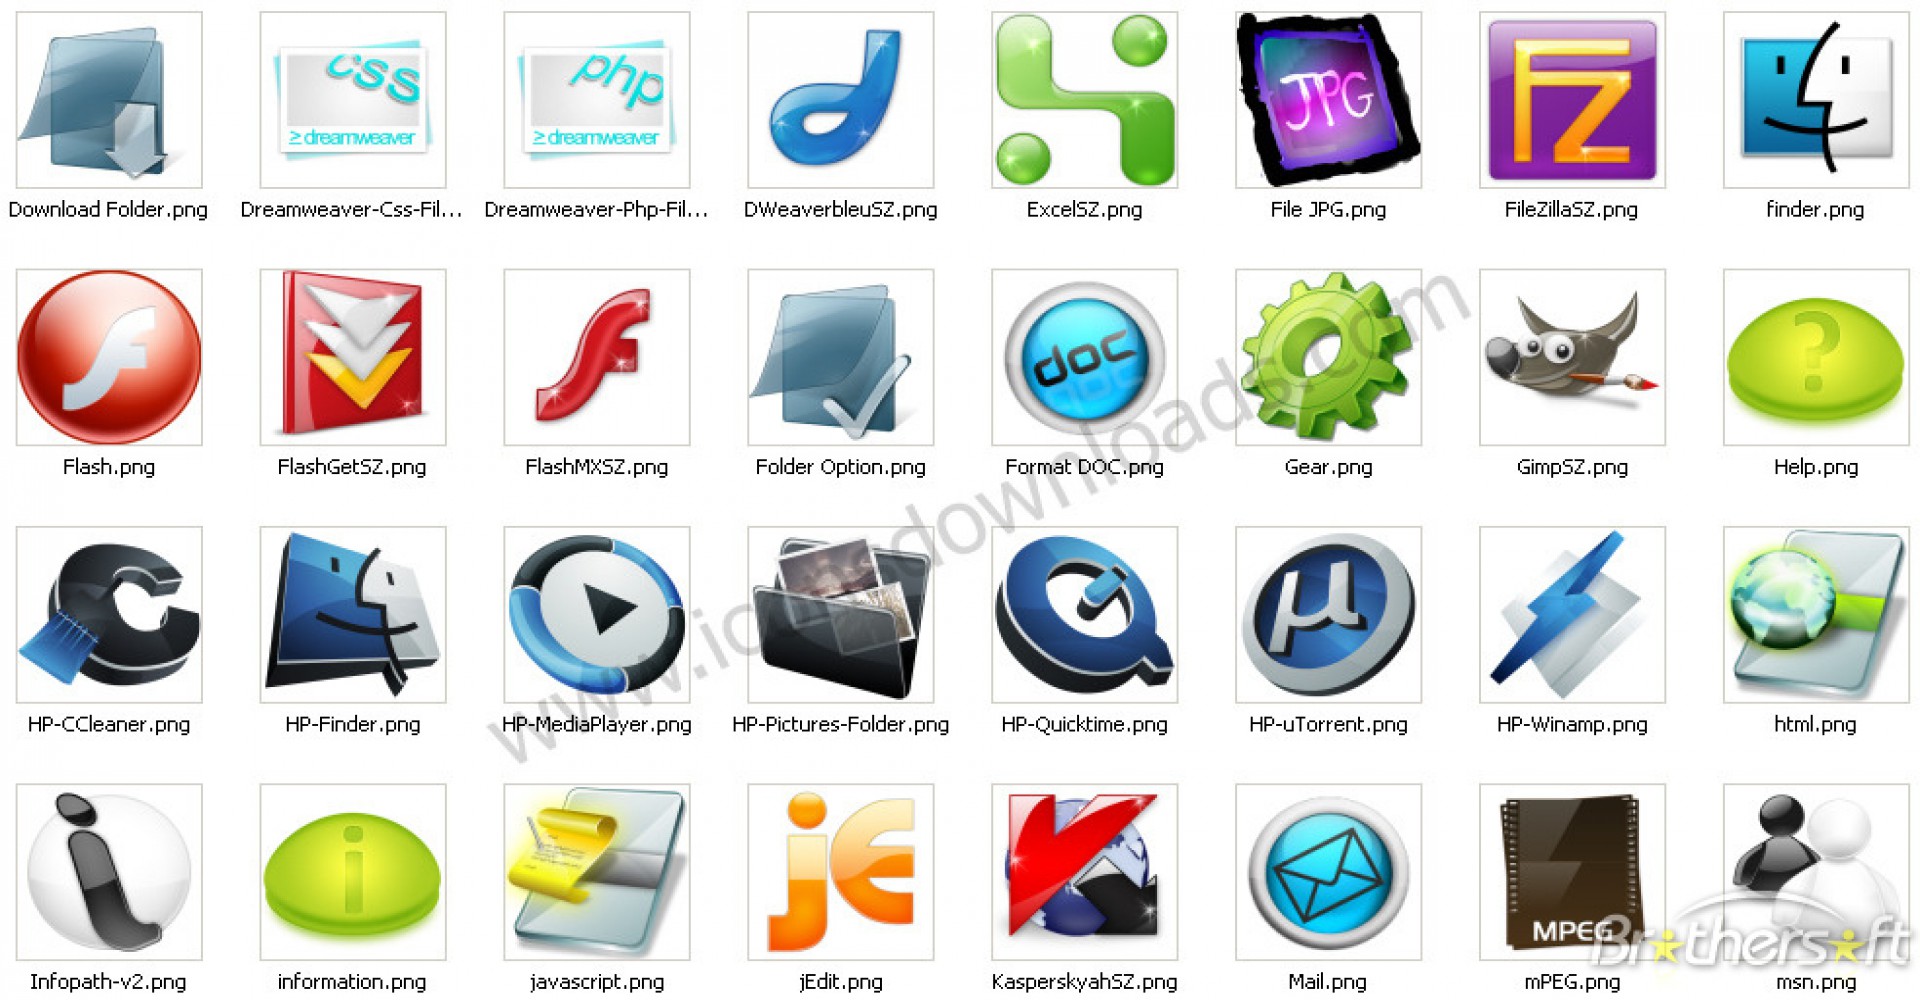 css
≥dreamweaver
php
≥dreamweaver
JPG
FZ
Download Folder.png
Dreamweaver-Css-Fil...
Dreamweaver-Php-Fil...
DWeaverbleuSZ.png
ExcelSZ.png
File JPG.png
FileZillaSZ.png
finder.png
doc
?
Flash.png
FlashGetSZ.png
FlashMXSZ.png
Folder Option.png
Format DOC.png
Gear.png
GimpSZ.png
Help.png
µ
HP-CCleaner.png
HP-Finder.png
HP-MediaPlayer.png
HP-Pictures-Folder.png
HP-Quicktime.png
HP-uTorrent.png
HP-Winamp.png
html.png
i
i
jE
K
MPEG
Brothersoft
Infopath-v2.png
information.png
javascript.png
jEdit.png
KasperskyahSZ.png
Mail.png
mPEG.png
msn.png